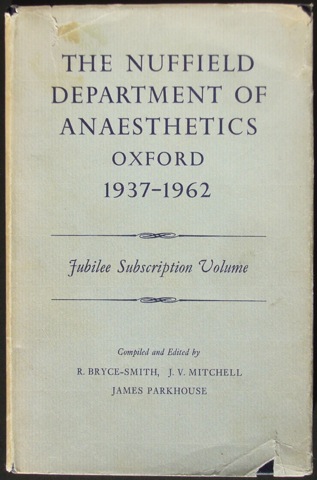 THE NUFFIELD
DEPARTMENT OF
ANAESTHETICS
OXFORD
1937–1962
Jubilee Subscription Volume
Compiled and Edited by
R. BRYCE-SMITH, J. V. MITCHELL
JAMES PARKHOUSE